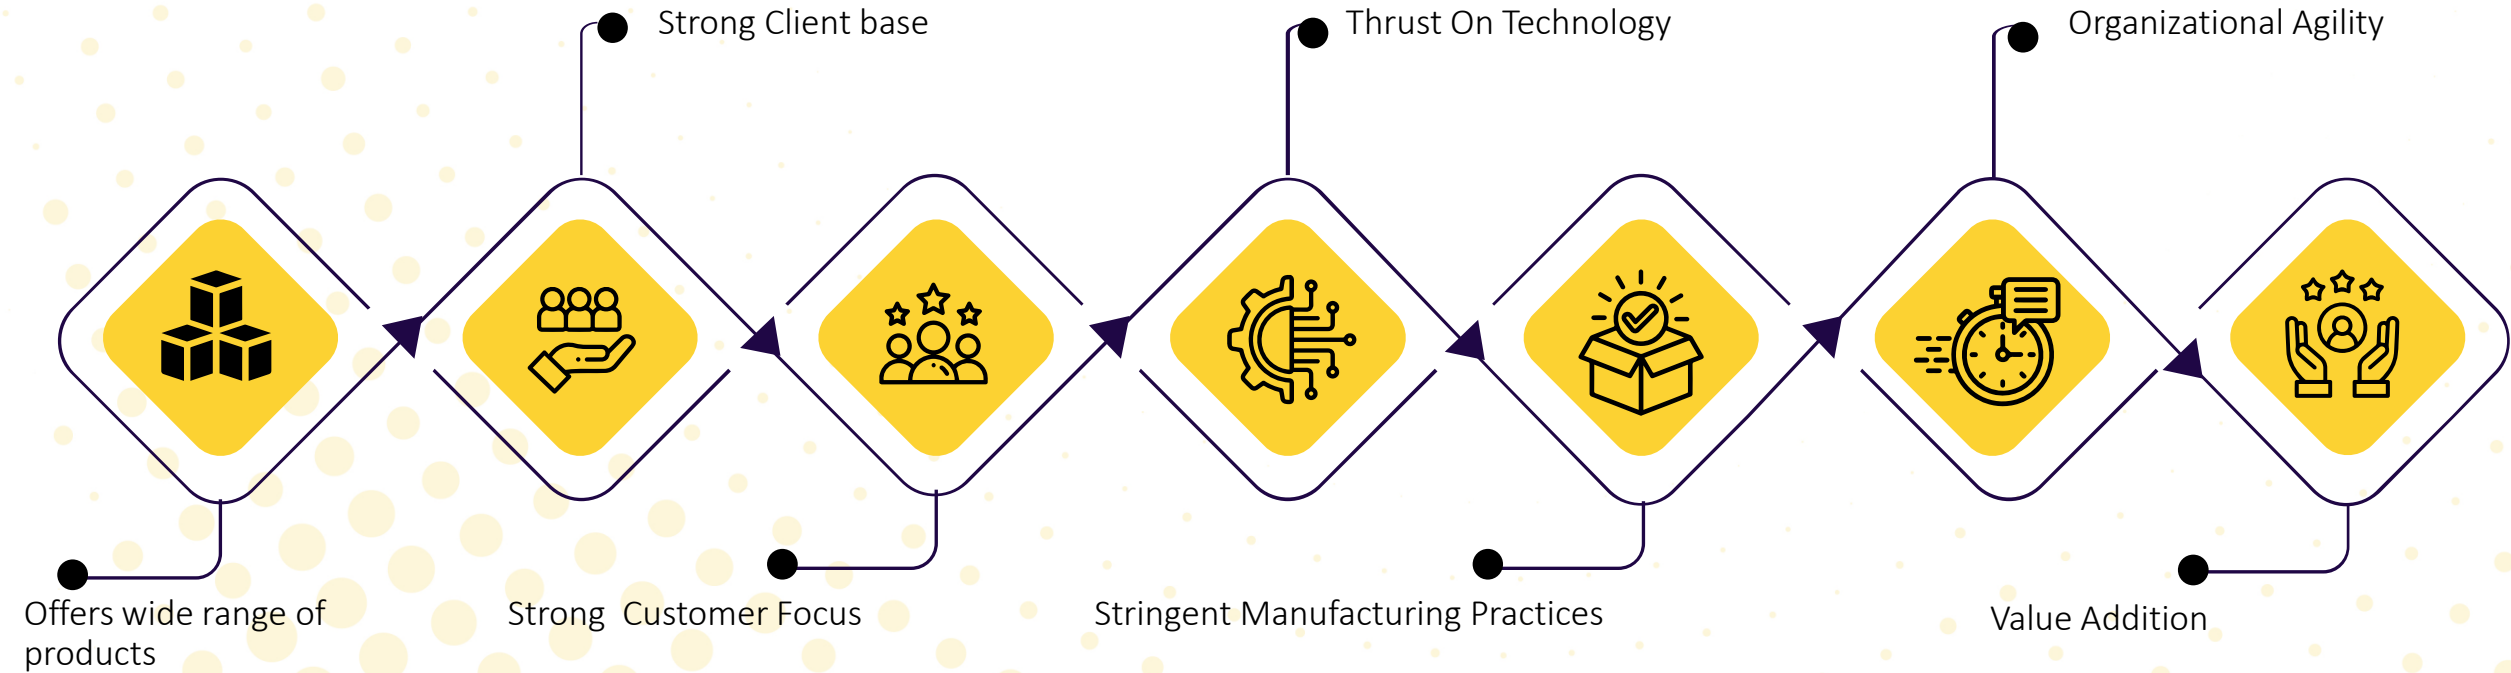 Strong Client base
Thrust On Technology
Organizational Agility
Offers wide range of
products
Strong  Customer Focus
Stringent Manufacturing Practices
Value Addition